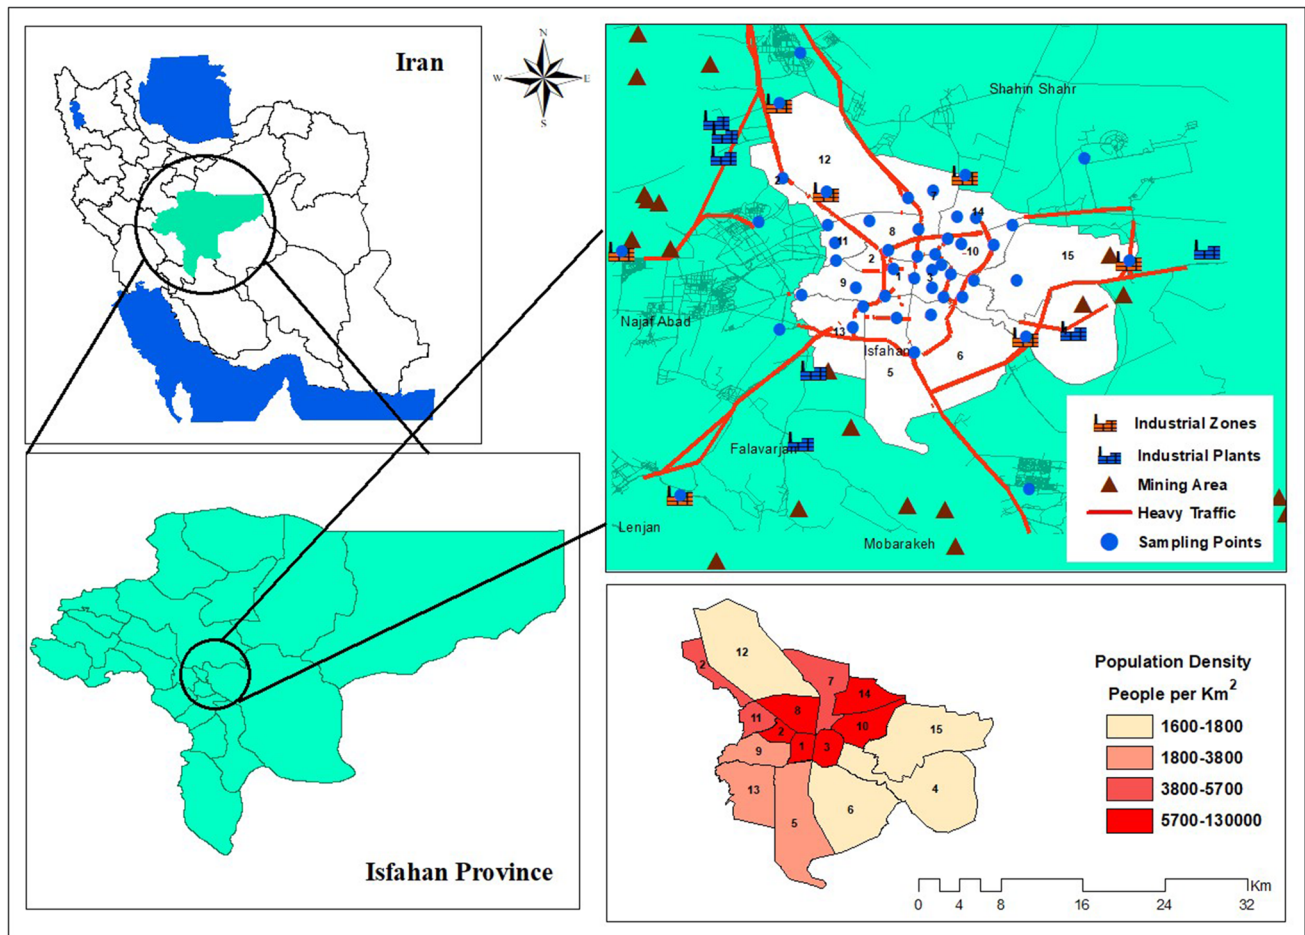 Iran
N
W E
S
Shahin Shahr
12
2
7
14
8
11
10
15
2
1
3
9
Najaf Abad
13
Isfahan
6
5
Falavarjan
Lenjan
Mobarakeh
Industrial Zones
Industrial Plants
Mining Area
Heavy Traffic
Sampling Points
Isfahan Province
12
2
7
14
8
11
10
2
15
1
3
9
13
4
6
5
Population Density
People per Km2
1600-1800
1800-3800
3800-5700
5700-130000
Km
0 4 8 16 24 32